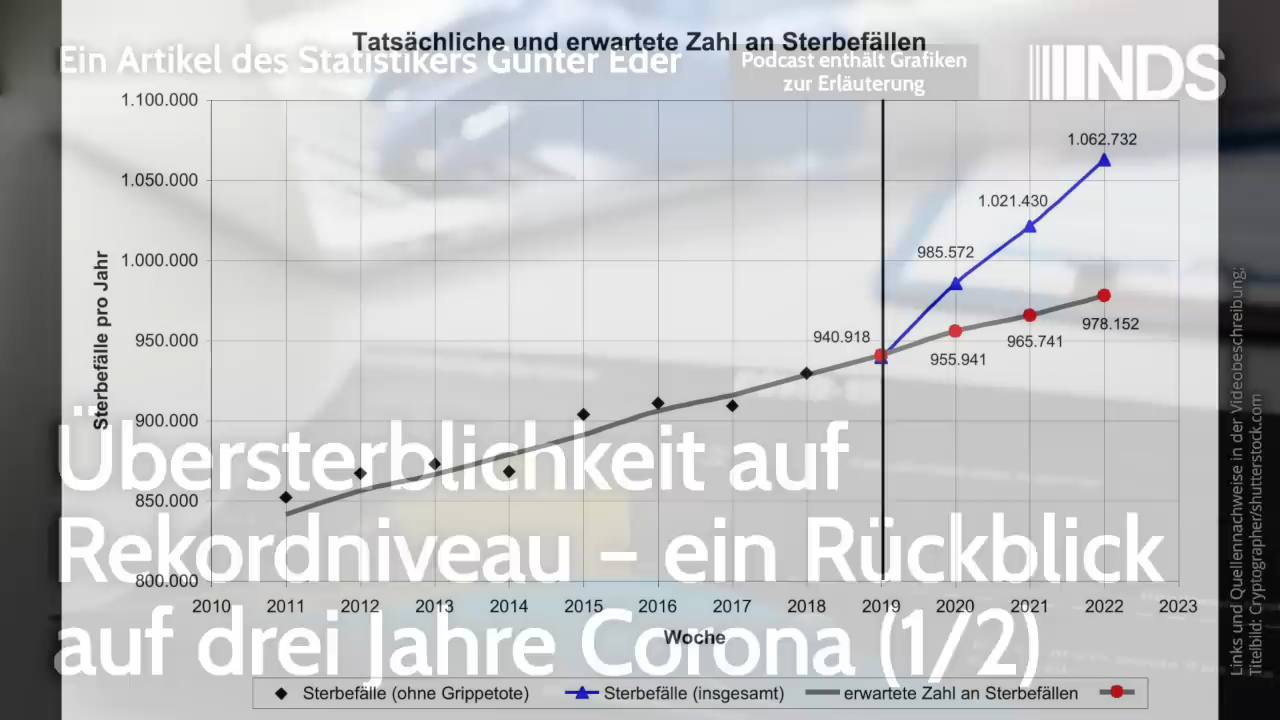 Tatsächliche und erwartete Zahl an Sterbefällen
Ein Artikel des Statistikers Günter Eder
Podcast enthält Grafiken
zur Erläuterung
NDS
1.100.000
1.050.000
1.000.000
950.000
900.000
850.000
800.000
Sterbefälle pro Jahr
1.062.732
1.021.430
985.572
940.918
955.941
965.741
978.152
Übersterblichkeit auf
Rekordniveau – ein Rückblick
auf drei Jahre Corona (1/2)
2010 2011 2012 2013 2014 2015 2016 2017 2018 2019 2020 2021 2022 2023
Woche
Sterbefälle (ohne Grippetote) Sterbefälle (insgesamt) erwartete Zahl an Sterbefällen
Links und Quellennachweise in der Videobeschreibung;
Titelbild: Cryptographer/shutterstock.com